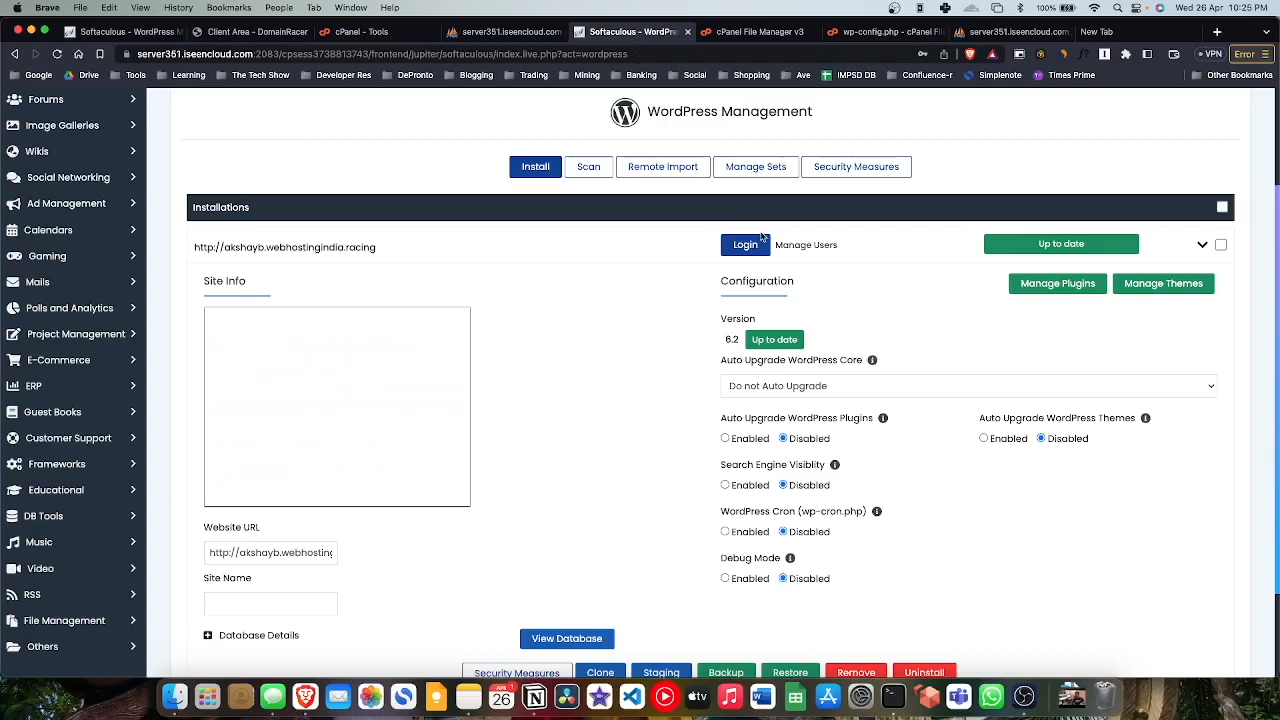 Brave Browser File Edit View History Bookmarks People Tab Window Help
100% Wed 26 Apr 10:25 PM
Softaculous - WordPress M
Client Area - DomainRacer
cPanel - Tools
server351.iseencloud.com
Softaculous - WordPre
cPanel File Manager v3
wp-config.php – cPanel Fil
server351.iseencloud.com
New Tab
server351.iseencloud.com:2083/cpsess3738813743/frontend/jupiter/softaculous/index.live.php?act=wordpress
VPN
Error
Google Drive Tools Learning The Tech Show Developer Res DePronto Blogging Trading Mining Banking Social Ave IMPSD DB Confluence-r Simplenote Times Prime Other Bookmarks
Forums
Image Galleries
Wikis
Social Networking
Ad Management
Calendars
Gaming
Mails
Polls and Analytics
Project Management
E-Commerce
ERP
Guest Books
Customer Support
Frameworks
Educational
DB Tools
Music
Video
RSS
File Management
Others
WordPress Management
Install Scan Remote Import Manage Sets Security Measures
Installations
http://akshayb.webhostingindia.racing
Login Manage Users
Up to date
Site Info
Configuration
Manage Plugins Manage Themes
Version
6.2 Up to date
Auto Upgrade WordPress Core
Do not Auto Upgrade
Auto Upgrade WordPress Plugins
Enabled Disabled
Auto Upgrade WordPress Themes
Enabled Disabled
Search Engine Visiblity
Enabled Disabled
WordPress Cron (wp-cron.php)
Enabled Disabled
Debug Mode
Enabled Disabled
Website URL
http://akshayb.webhosting
Site Name
Database Details
View Database
Security Measures Clone Staging Backup Restore Remove Uninstall